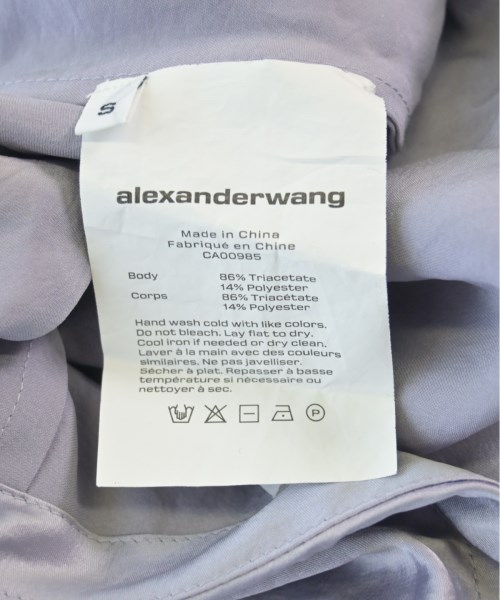 S
alexanderwang
Made in China
Fabriqué en Chine
CA00985
Body 86% Triacetate
14% Polyester
Corps 86% Triacétate
14% Polyester
Hand wash cold with like colors.
Do not bleach. Lay flat to dry.
Cool iron if needed or dry clean.
Laver à la main avec des couleurs
similaires. Ne pas javelliser.
Sécher à plat. Repasser à basse
température si nécessaire ou
nettoyer à sec.
P